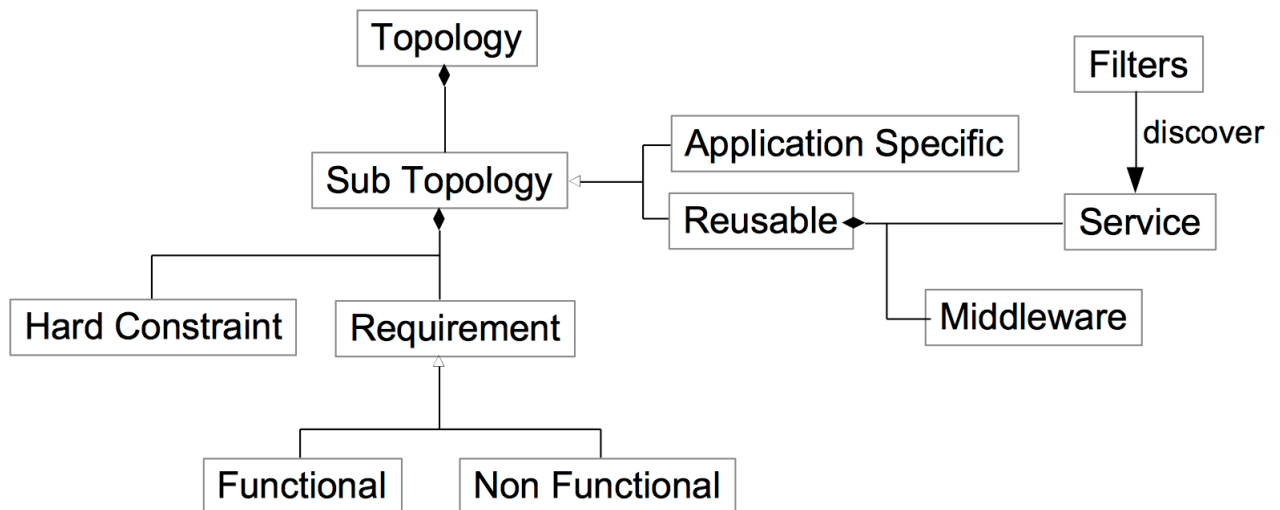 Topology
Filters
discover
Application Specific
Sub Topology
Reusable
Service
Hard Constraint
Requirement
Middleware
Functional
Non Functional